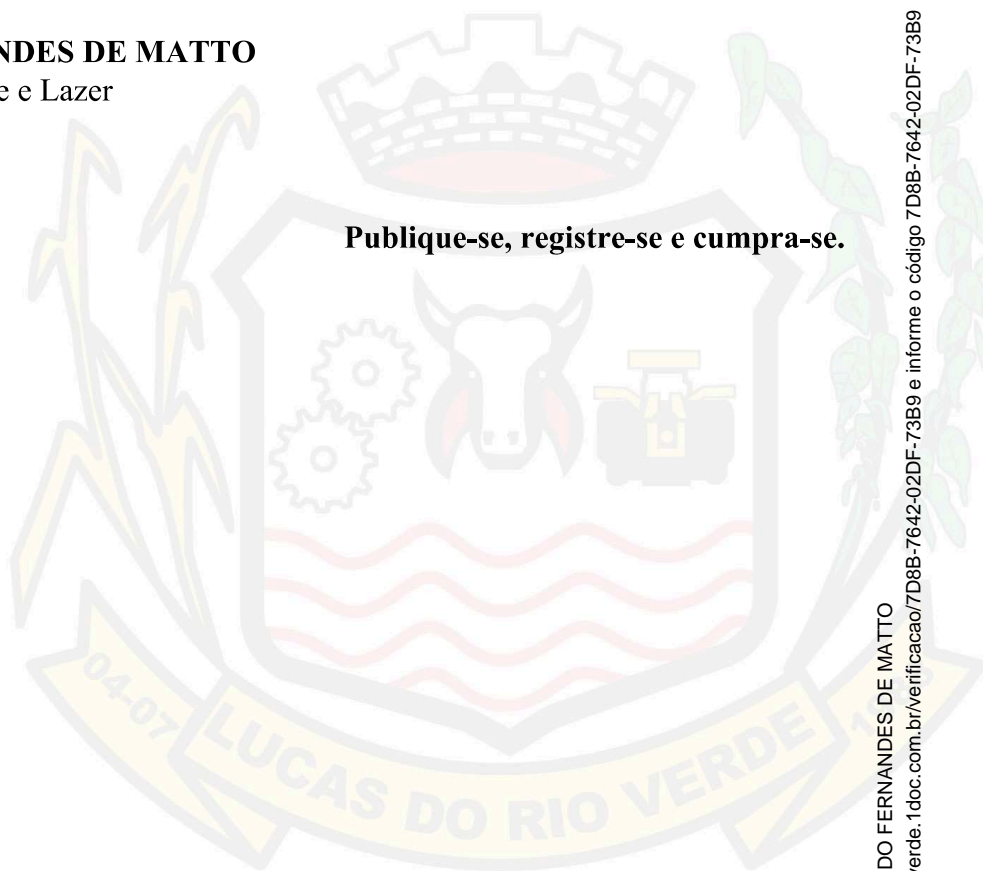 NDES DE MATTO
e e Lazer
Publique-se, registre-se e cumpra-se.
04-07
LUCAS DO RIO VERDE
DO FERNANDES DE MATTO
verde.1doc.com.br/verificacao/7D8B-7642-02DF-73B9 e informe o código 7D8B-7642-02DF-73B9